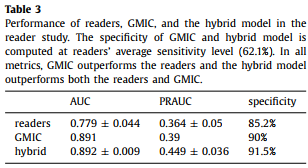 Table 3
Performance of readers, GMIC, and the hybrid model in the
reader study. The specificity of GMIC and hybrid model is
computed at readers' average sensitivity level (62.1%). In all
metrics, GMIC outperforms the readers and the hybrid model
outperforms both the readers and GMIC.
AUC PRAUC specificity
readers 0.779 ± 0.044 0.364 ± 0.05 85.2%
GMIC 0.891 0.39 90%
hybrid 0.892 ± 0.009 0.449 ± 0.036 91.5%